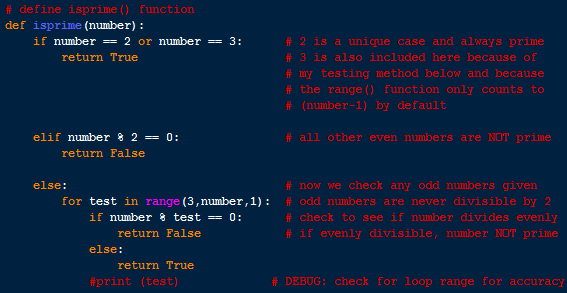 # define isprime() function
def isprime(number):
    if number == 2 or number == 3:      # 2 is a unique case and always prime
        return True                     # 3 is also included here because of
                                        # my testing method below and because
                                        # the range() function only counts to
                                        # (number-1) by default
    elif number % 2 == 0:               # all other even numbers are NOT prime
        return False
    else:                               # now we check any odd numbers given
        for test in range(3,number,1):  # odd numbers are never divisible by 2
            if number % test == 0:      # check to see if number divides evenly
                return False            # if evenly divisible, number NOT prime
            else:
                return True
            #print (test)             # DEBUG: check for loop range for accuracy